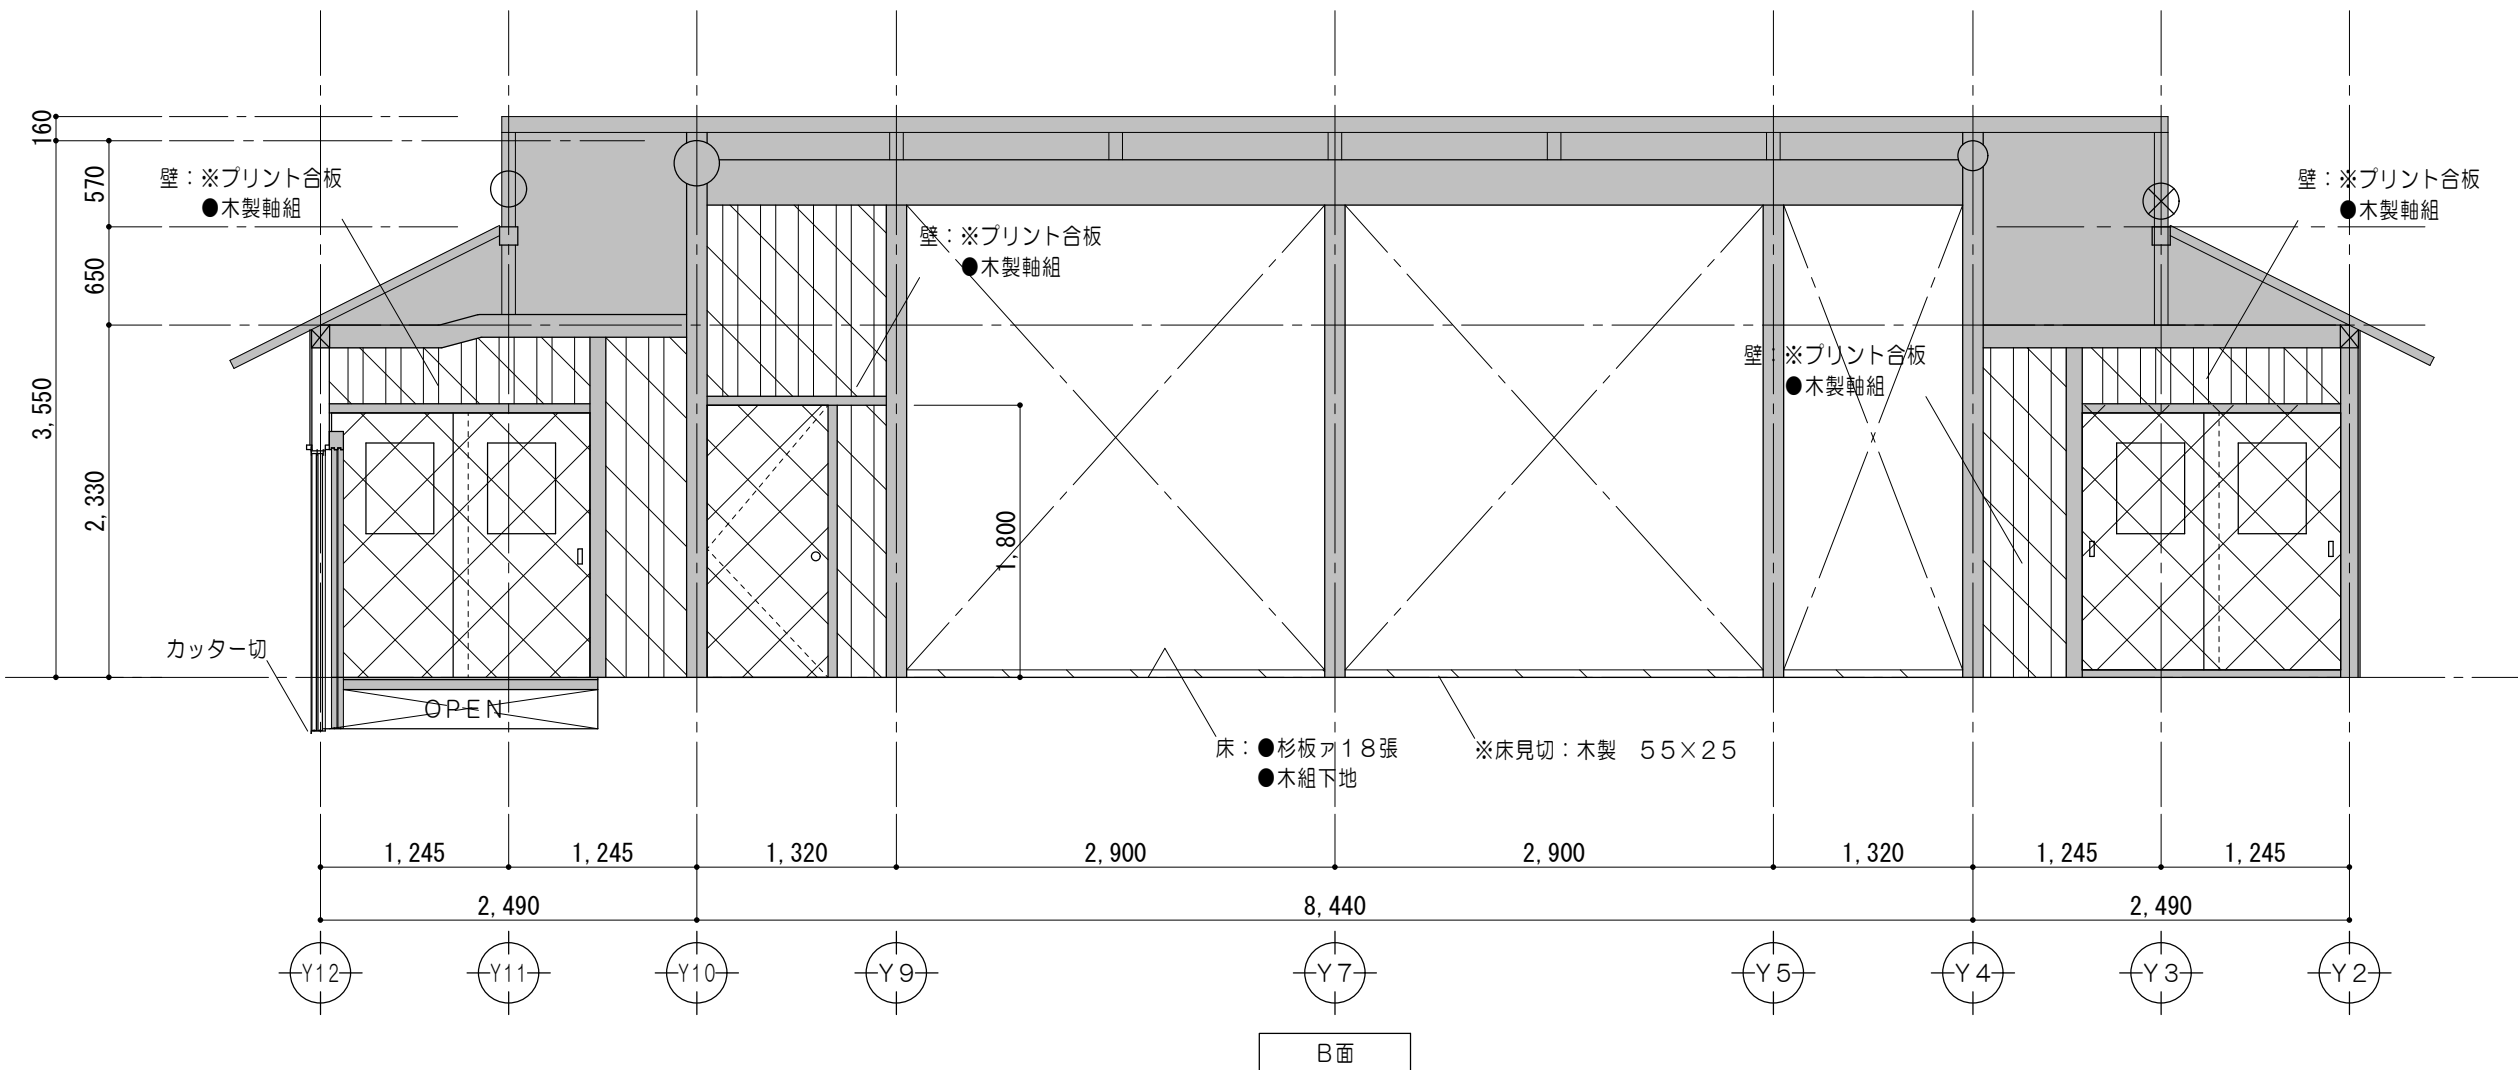 160
570
650
3,550
2,330
壁：※プリント合板
●木製軸組
壁：※プリント合板
●木製軸組
壁：※プリント合板
●木製軸組
壁：※プリント合板
●木製軸組
1,800
カッター切
OPEN
床：●杉板ァ18張
●木組下地
※床見切：木製　55×25
1,245
1,245
1,320
2,900
2,900
1,320
1,245
1,245
2,490
8,440
2,490
Y12
Y11
Y10
Y9
Y7
Y5
Y4
Y3
Y2
B面